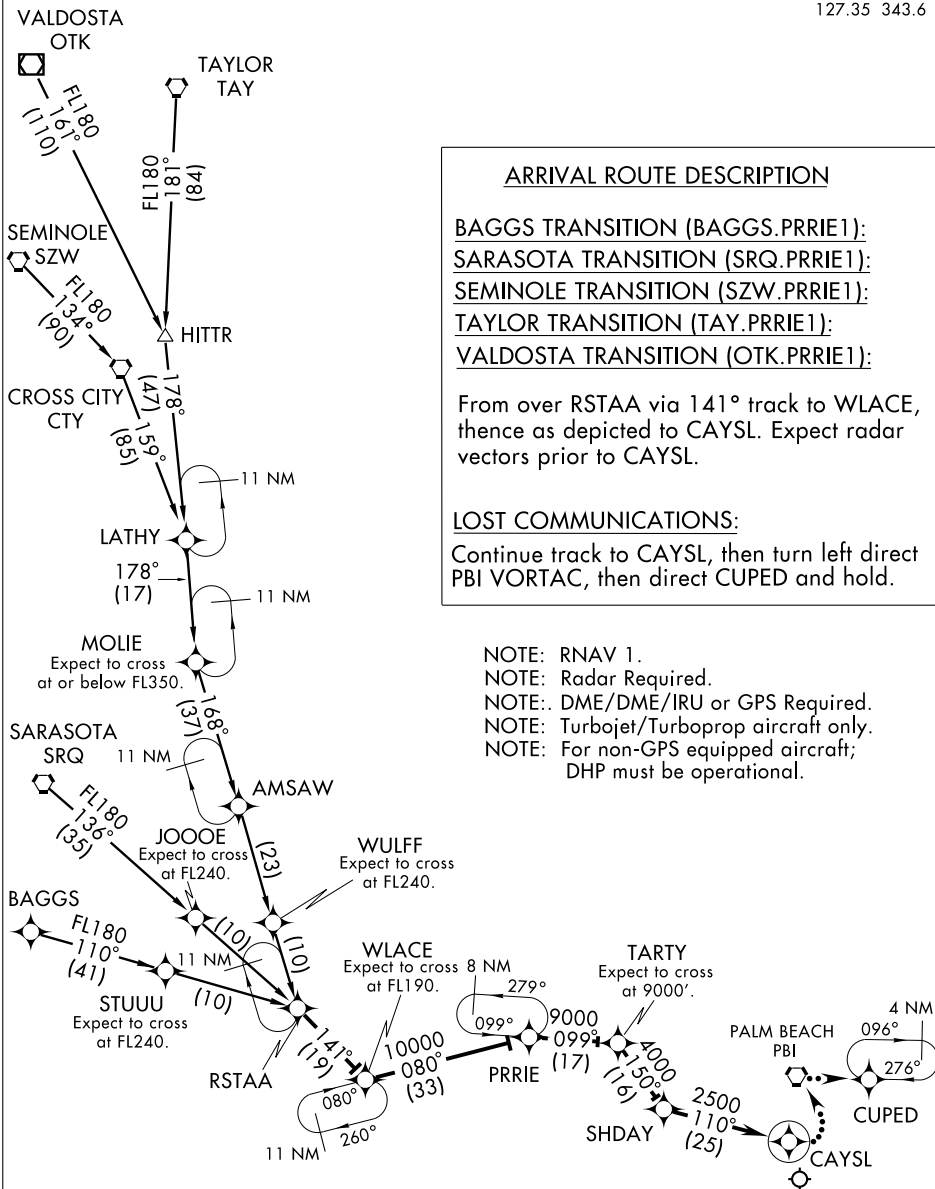 127.35 343.6
VALDOSTA
OTK
TAYLOR
TAY
FL180
161°
(110)
FL180
181°
(84)
SEMINOLE
SZW
FL180
134°
(90)
HITTR
CROSS CITY
CTY
178°
(47)
159°
(85)
11 NM
LATHY
178°
(17)
11 NM
MOLIE
Expect to cross
at or below FL350.
168°
(37)
SARASOTA
SRQ
11 NM
AMSAW
FL180
136°
(35)
JOOOE
Expect to cross
at FL240.
(23)
WULFF
Expect to cross
at FL240.
BAGGS
FL180
110°
(41)
(10)
(10)
11 NM
STUUU
Expect to cross
at FL240.
(10)
RSTAA
141°
(19)
WLACE
Expect to cross
at FL190.
080°
260°
11 NM
10000
080°
(33)
8 NM
279°
099°
PRRIE
9000
099°
(17)
TARTY
Expect to cross
at 9000'.
4000
150°
(16)
SHDAY
2500
110°
(25)
PALM BEACH
PBI
4 NM
096°
276°
CUPED
CAYSL
ARRIVAL ROUTE DESCRIPTION
BAGGS TRANSITION (BAGGS.PRRIE1):
SARASOTA TRANSITION (SRQ.PRRIE1):
SEMINOLE TRANSITION (SZW.PRRIE1):
TAYLOR TRANSITION (TAY.PRRIE1):
VALDOSTA TRANSITION (OTK.PRRIE1):
From over RSTAA via 141° track to WLACE,
thence as depicted to CAYSL. Expect radar
vectors prior to CAYSL.
LOST COMMUNICATIONS:
Continue track to CAYSL, then turn left direct
PBI VORTAC, then direct CUPED and hold.
NOTE: RNAV 1.
NOTE: Radar Required.
NOTE:. DME/DME/IRU or GPS Required.
NOTE: Turbojet/Turboprop aircraft only.
NOTE: For non-GPS equipped aircraft;
DHP must be operational.